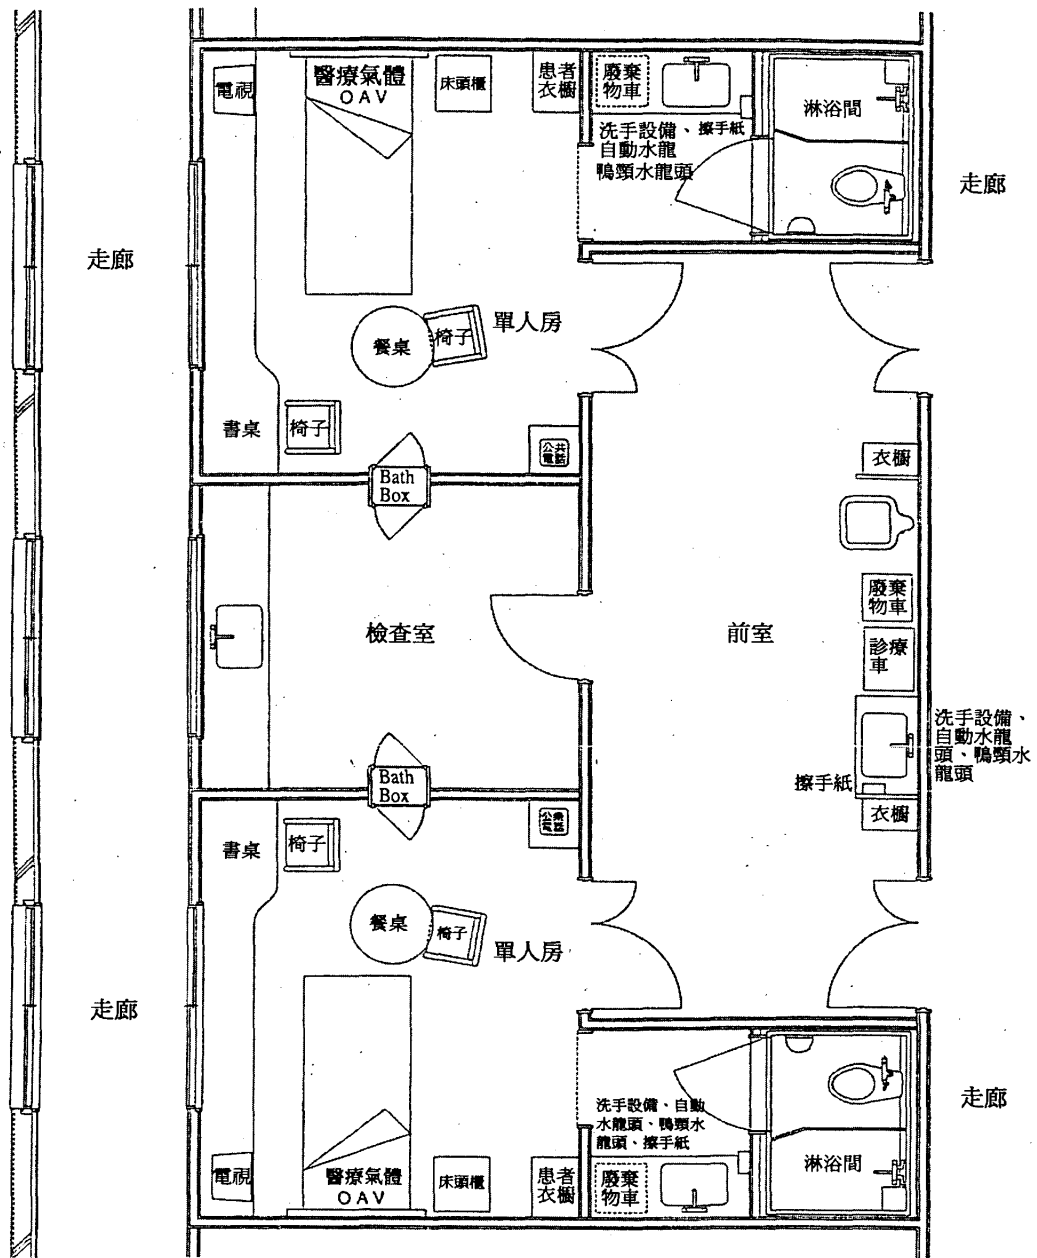 電視
醫療氣體
OAV
床頭櫃
患者
衣櫥
廢棄
物車
洗手設備、
自動水龍
鴨頸水龍頭
擦手紙
淋浴間
走廊
走廊
單人房
餐桌
椅子
書桌
椅子
公共
電話
Bath
Box
衣櫥
檢查室
前室
廢棄
物車
診療
車
洗手設備、
自動水龍
頭、鴨頸水
龍頭
擦手紙
衣櫥
Bath
Box
書桌
椅子
電話
餐桌
椅子
單人房
走廊
走廊
洗手設備、自動
水龍頭、鴨頸水
龍頭、擦手紙
電視
醫療氣體
OAV
床頭櫃
患者
衣櫥
廢棄
物車
淋浴間